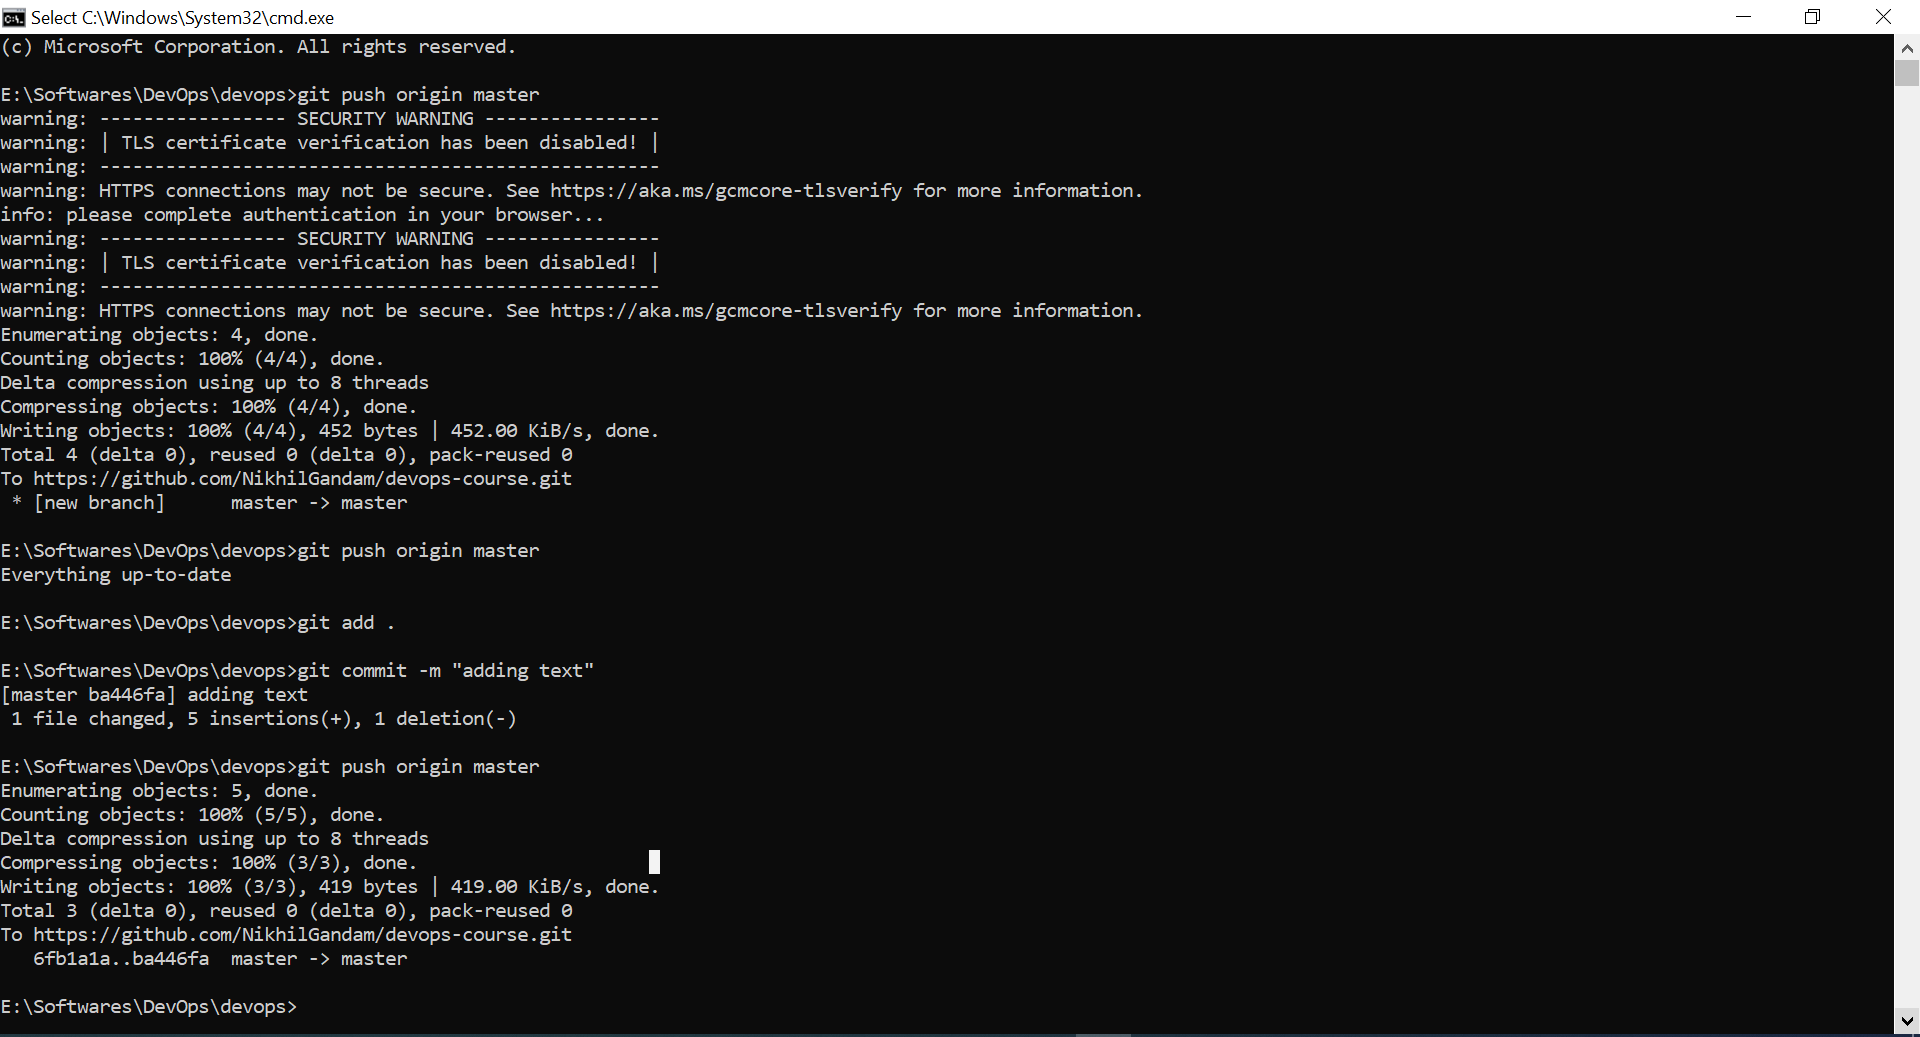 Select C:\Windows\System32\cmd.exe
(c) Microsoft Corporation. All rights reserved.
E:\Softwares\DevOps\devops>git push origin master
warning: ----------------- SECURITY WARNING ----------------
warning: | TLS certificate verification has been disabled! |
warning: ---------------------------------------------------
warning: HTTPS connections may not be secure. See https://aka.ms/gcmcore-tlsverify for more information.
info: please complete authentication in your browser...
warning: ----------------- SECURITY WARNING ----------------
warning: | TLS certificate verification has been disabled! |
warning: ---------------------------------------------------
warning: HTTPS connections may not be secure. See https://aka.ms/gcmcore-tlsverify for more information.
Enumerating objects: 4, done.
Counting objects: 100% (4/4), done.
Delta compression using up to 8 threads
Compressing objects: 100% (4/4), done.
Writing objects: 100% (4/4), 452 bytes | 452.00 KiB/s, done.
Total 4 (delta 0), reused 0 (delta 0), pack-reused 0
To https://github.com/NikhilGandam/devops-course.git
 * [new branch]      master -> master
E:\Softwares\DevOps\devops>git push origin master
Everything up-to-date
E:\Softwares\DevOps\devops>git add .
E:\Softwares\DevOps\devops>git commit -m "adding text"
[master ba446fa] adding text
 1 file changed, 5 insertions(+), 1 deletion(-)
E:\Softwares\DevOps\devops>git push origin master
Enumerating objects: 5, done.
Counting objects: 100% (5/5), done.
Delta compression using up to 8 threads
Compressing objects: 100% (3/3), done.
Writing objects: 100% (3/3), 419 bytes | 419.00 KiB/s, done.
Total 3 (delta 0), reused 0 (delta 0), pack-reused 0
To https://github.com/NikhilGandam/devops-course.git
   6fb1a1a..ba446fa  master -> master
E:\Softwares\DevOps\devops>